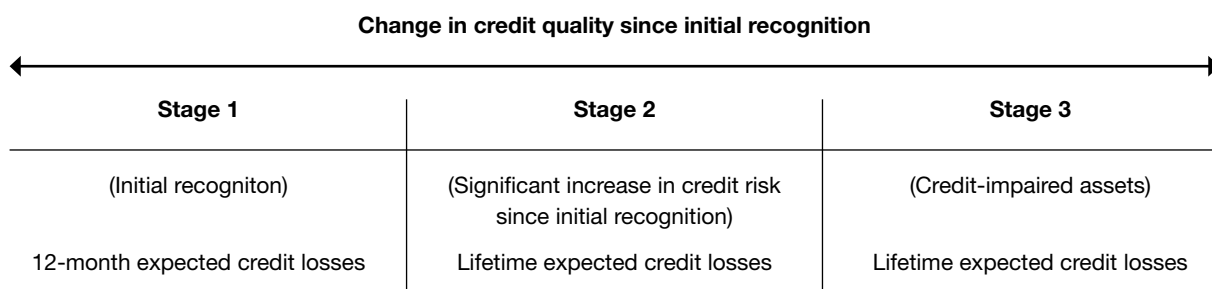 Change in credit quality since initial recognition
Stage 1
Stage 2
Stage 3
(Initial recogniton)
(Significant increase in credit risk
since initial recognition)
(Credit-impaired assets)
12-month expected credit losses
Lifetime expected credit losses
Lifetime expected credit losses